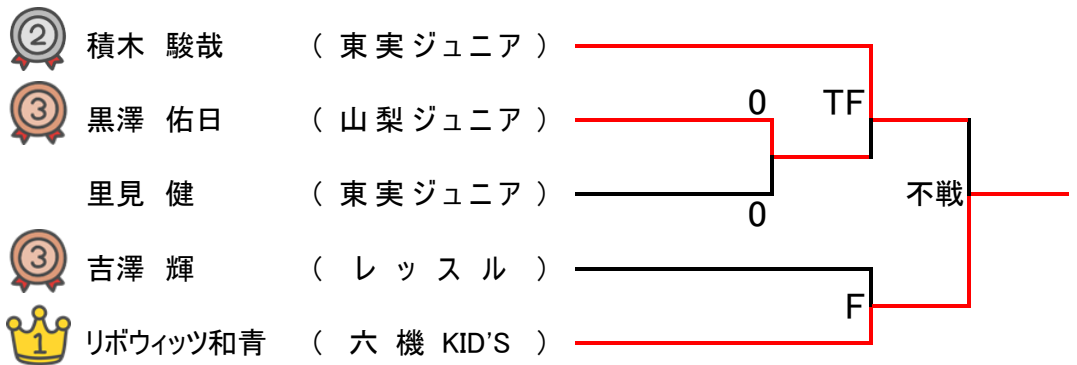 2 積木 駿哉 ( 東実ジュニア )
0 TF
3 黒澤 佑日 ( 山梨ジュニア )
里見 健 ( 東実ジュニア ) 不戦
0
3 吉澤 輝 ( レッスル )
F
1 リボウィッツ和青 ( 六機 KID'S )